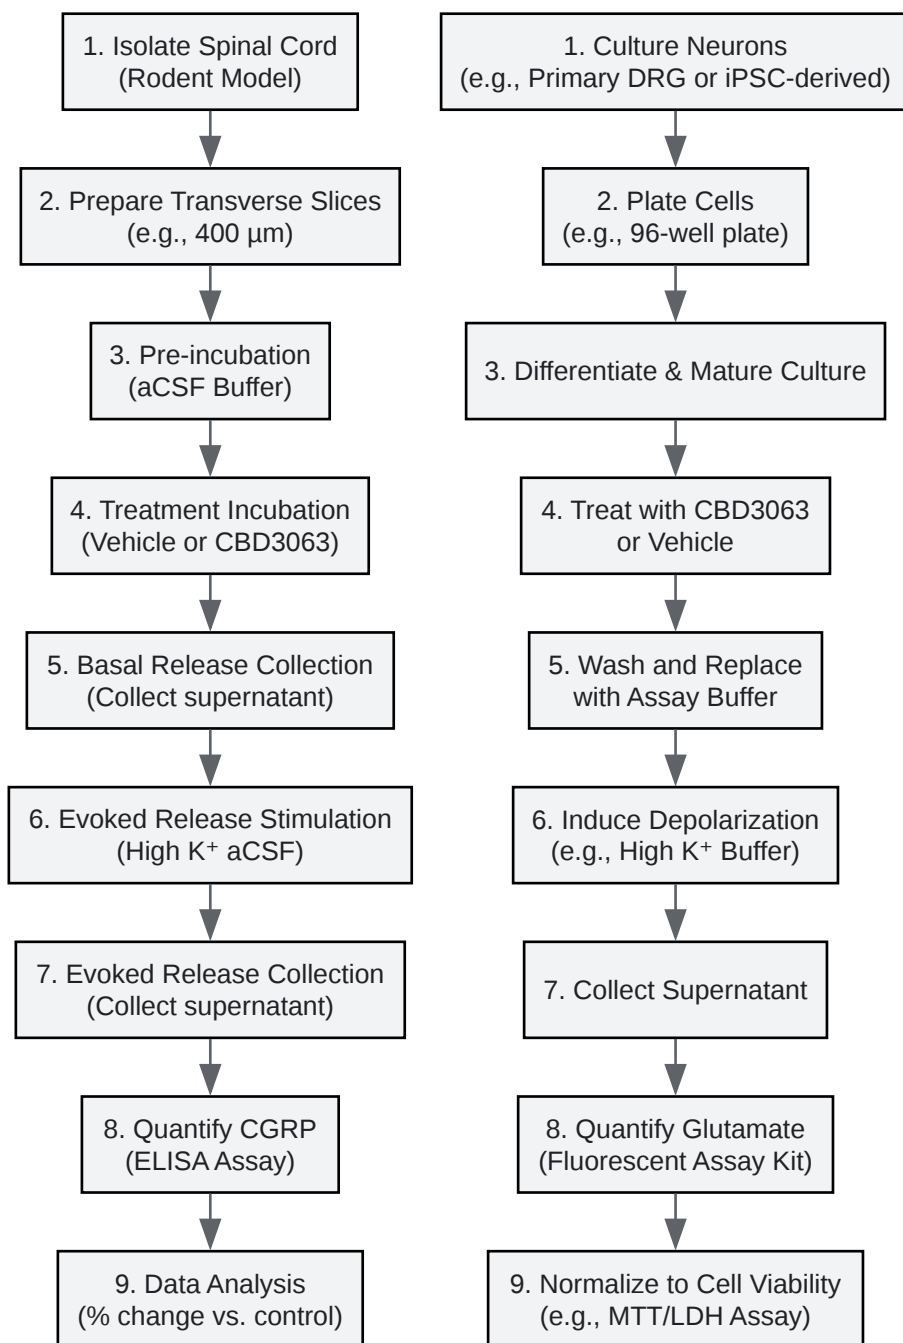 1. Isolate Spinal Cord
(Rodent Model)
2. Prepare Transverse Slices
(e.g., 400 µm)
3. Pre-incubation
(aCSF Buffer)
4. Treatment Incubation
(Vehicle or CBD3063)
5. Basal Release Collection
(Collect supernatant)
6. Evoked Release Stimulation
(High K⁺ aCSF)
7. Evoked Release Collection
(Collect supernatant)
8. Quantify CGRP
(ELISA Assay)
9. Data Analysis
(% change vs. control)
1. Culture Neurons
(e.g., Primary DRG or iPSC-derived)
2. Plate Cells
(e.g., 96-well plate)
3. Differentiate & Mature Culture
4. Treat with CBD3063
or Vehicle
5. Wash and Replace
with Assay Buffer
6. Induce Depolarization
(e.g., High K⁺ Buffer)
7. Collect Supernatant
8. Quantify Glutamate
(Fluorescent Assay Kit)
9. Normalize to Cell Viability
(e.g., MTT/LDH Assay)